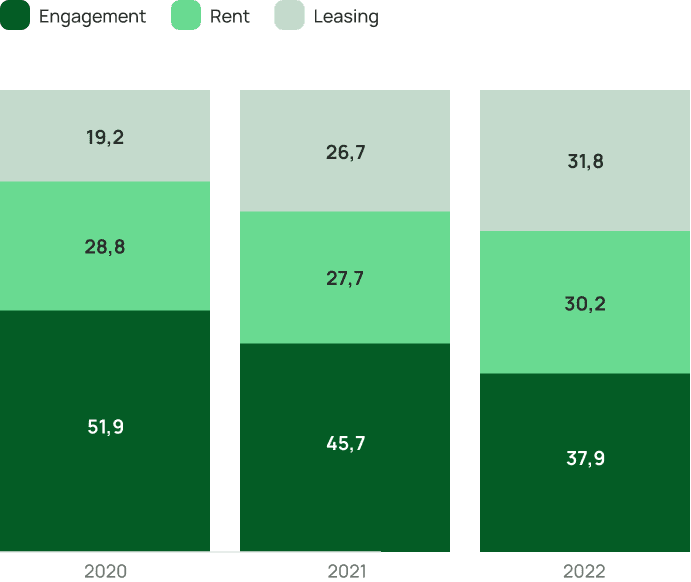 Engagement Rent Leasing
19,2 26,7 31,8
28,8 27,7 30,2
51,9 45,7 37,9
2020 2021 2022